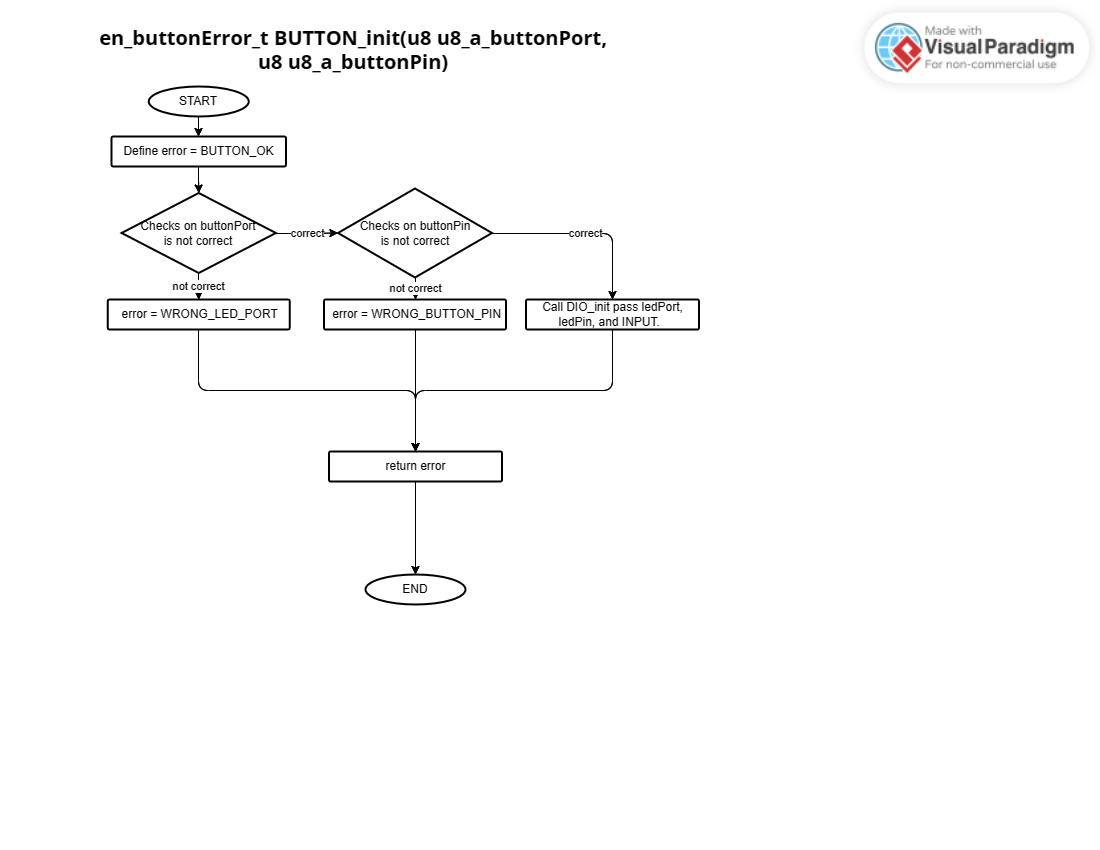 en_buttonError_t BUTTON_init(u8 u8_a_buttonPort,
u8 u8_a_buttonPin)
Made with
VisualParadigm
For non-commercial use
START
Define error = BUTTON_OK
Checks on buttonPort
is not correct
correct
Checks on buttonPin
is not correct
correct
not correct
not correct
error = WRONG_LED_PORT
error = WRONG_BUTTON_PIN
Call DIO_init pass ledPort,
ledPin, and INPUT.
return error
END